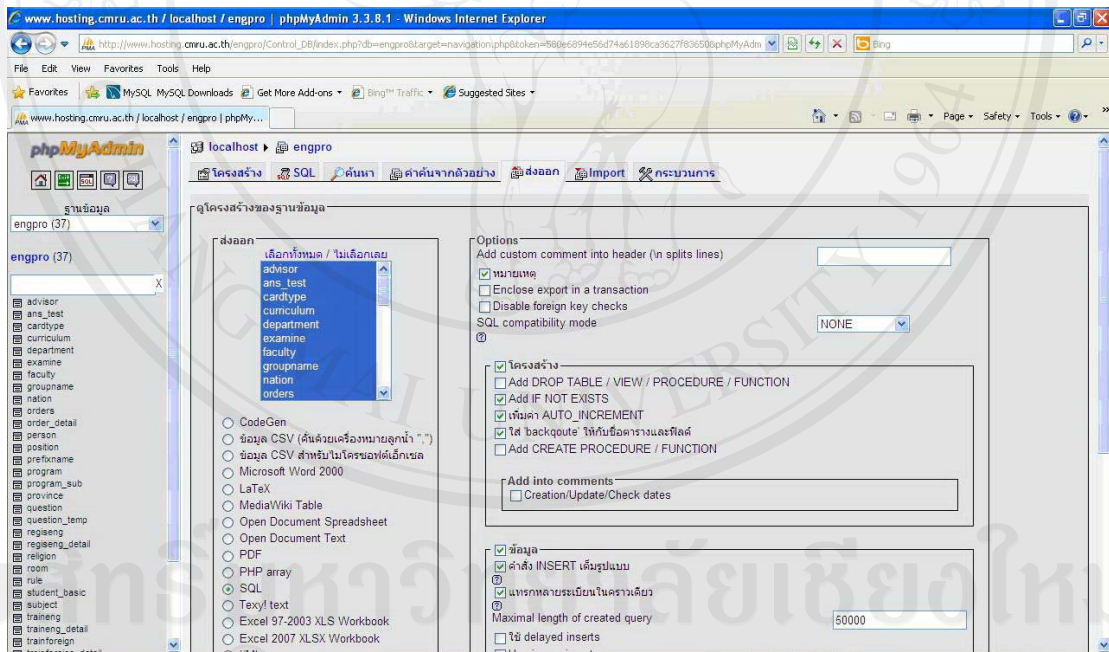 www.hosting.cmru.ac.th / localhost / engpro | phpMyAdmin 3.3.8.1 - Windows Internet Explorer
http://www.hosting.cmru.ac.th/engpro/Control_DB/index.php?db=engpro&target=navigation.php&token=
Bing
File Edit View Favorites Tools Help
Favorites MySQL MySQL Downloads Get More Add-ons Bing™ Traffic Suggested Sites
www.hosting.cmru.ac.th / localhost / engpro | phpMy...
Page Safety Tools
phpMyAdmin
ฐานข้อมูล
engpro (37)
engpro (37)
X
advisor
ans_test
cardtype
curriculum
department
examine
faculty
groupname
nation
orders
order_detail
person
position
prefixname
program
program_sub
province
question
question_temp
regiseng
regiseng_detail
religion
room
rule
student_basic
subject
traineng
traineng_detail
trainforeign
localhost engpro
โครงสร้าง SQL ค้นหา ค่าค้นจากตัวอย่าง ส่งออก Import กระบวนการ
ดูโครงสร้างของฐานข้อมูล
ส่งออก
เลือกทั้งหมด / ไม่เลือกเลย
advisor
ans_test
cardtype
curriculum
department
examine
faculty
groupname
nation
orders
CodeGen
ข้อมูล CSV (คั่นด้วยเครื่องหมายลูกน้ำ ",")
ข้อมูล CSV สำหรับไมโครซอฟต์เอ็กเซล
Microsoft Word 2000
LaTeX
MediaWiki Table
Open Document Spreadsheet
Open Document Text
PDF
PHP array
SQL
Texy! text
Excel 97-2003 XLS Workbook
Excel 2007 XLSX Workbook
Options
Add custom comment into header (\n splits lines)
หมายเหตุ
Enclose export in a transaction
Disable foreign key checks
SQL compatibility mode NONE
โครงสร้าง
Add DROP TABLE / VIEW / PROCEDURE / FUNCTION
Add IF NOT EXISTS
เพิ่มค่า AUTO_INCREMENT
ใส่ 'backqoute' ให้กับชื่อตารางและฟิลด์
Add CREATE PROCEDURE / FUNCTION
Add into comments
Creation/Update/Check dates
ข้อมูล
คำสั่ง INSERT เต็มรูปแบบ
แทรกหลายระเบียนในคราวเดียว
Maximal length of created query 50000
ใช้ delayed inserts